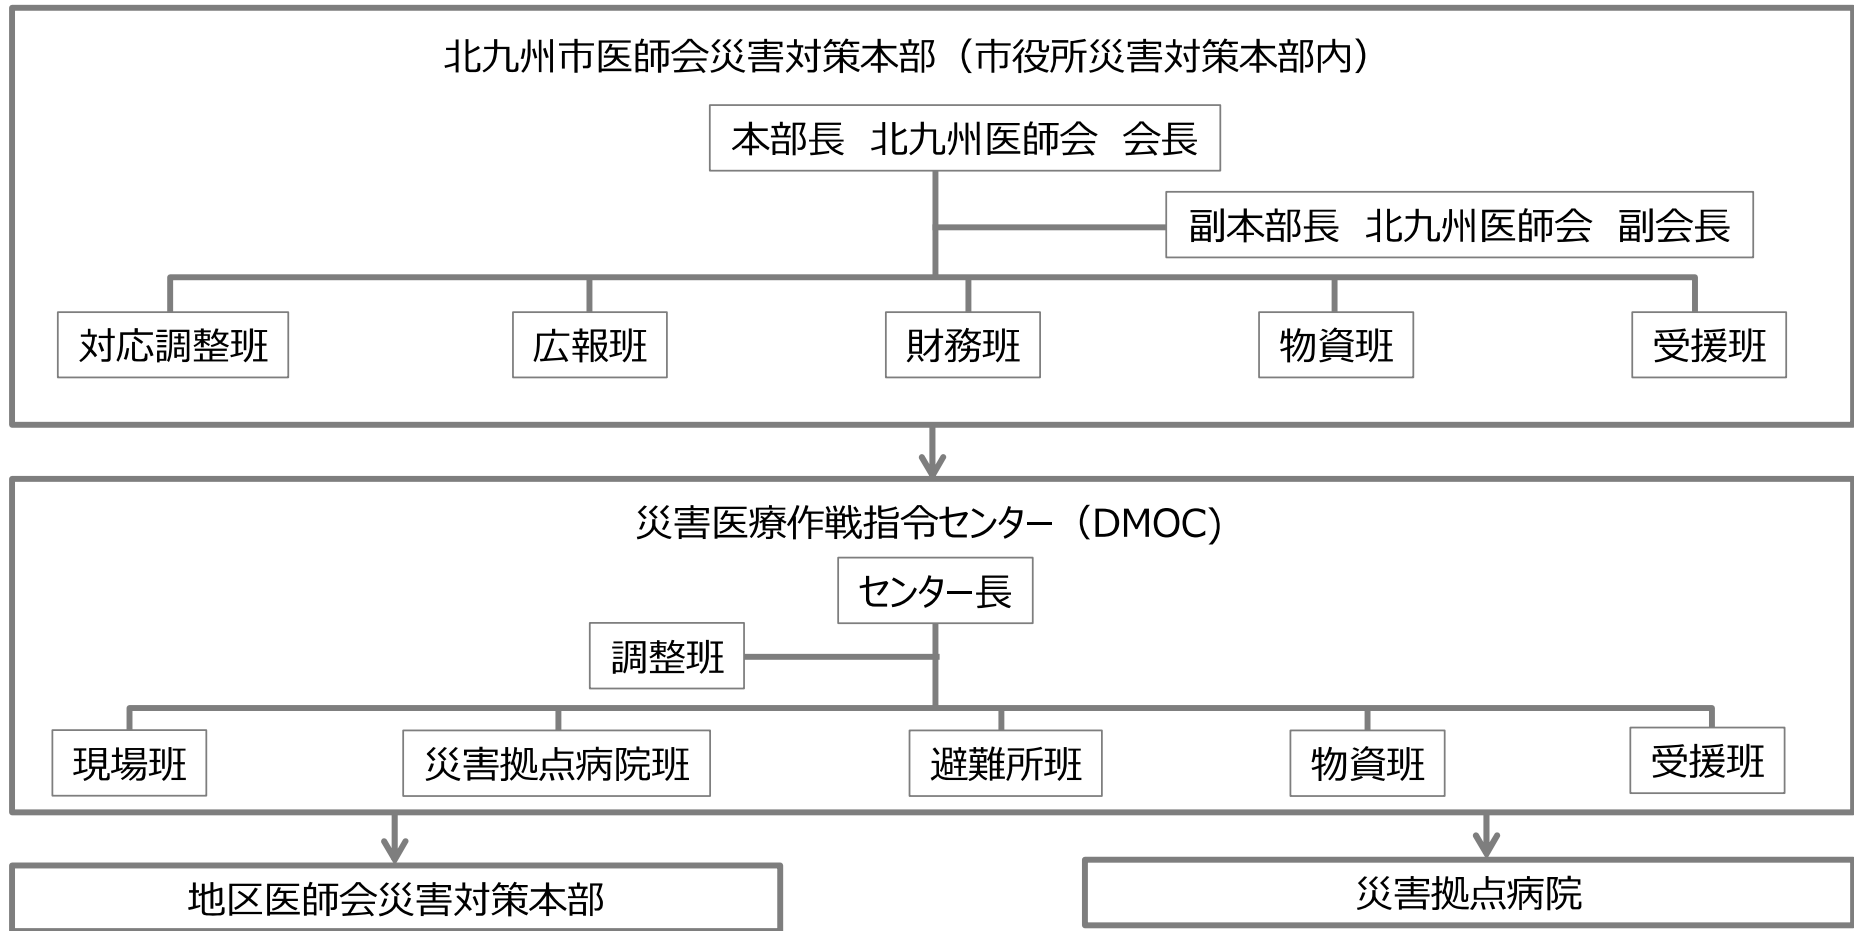 北九州市医師会災害対策本部（市役所災害対策本部内）
本部長　北九州医師会　会長
副本部長　北九州医師会　副会長
対応調整班
広報班
財務班
物資班
受援班
災害医療作戦指令センター（DMOC)
センター長
調整班
現場班
災害拠点病院班
避難所班
物資班
受援班
地区医師会災害対策本部
災害拠点病院